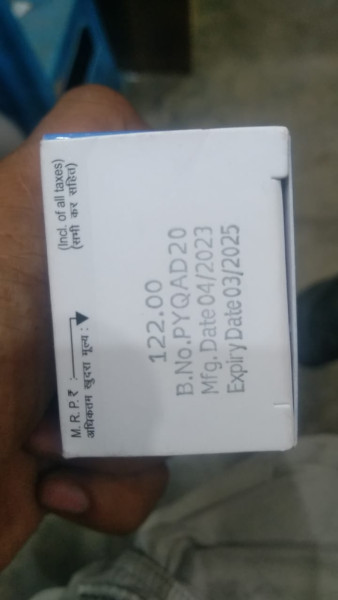 (Incl. of all taxes)
(सभी कर सहित)
M. R. P. ₹ :
अधिकतम खुदरा मूल्य :
122.00
B.No.PYQAD20
Mfg. Date 04/2023
Expiry Date 03/2025